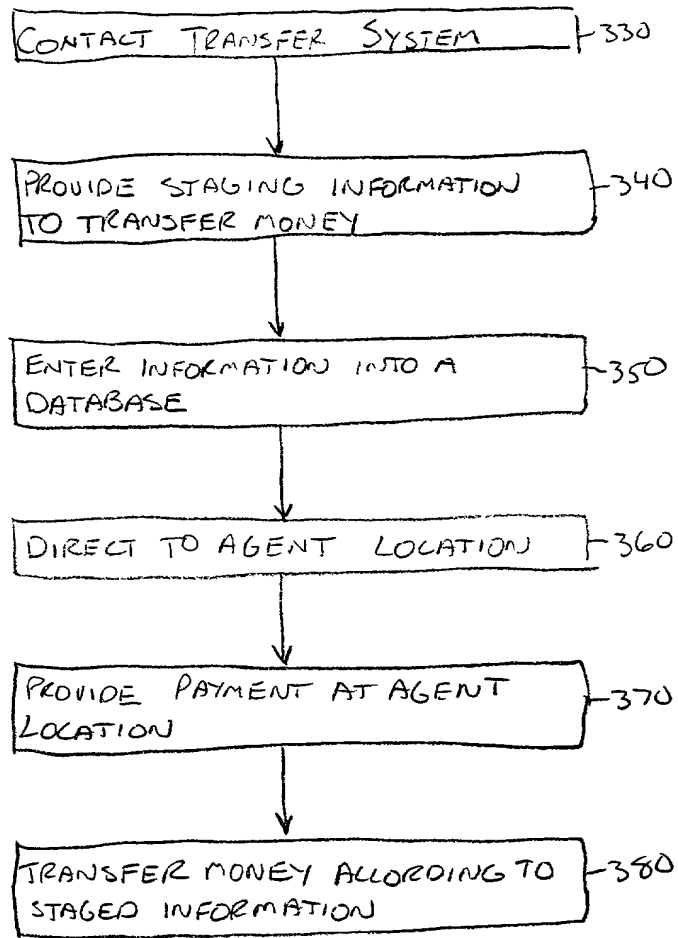 CONTACT TRANSFER SYSTEM 330
PROVIDE STAGING INFORMATION 340
TO TRANSFER MONEY
ENTER INFORMATION INTO A 350
DATABASE
DIRECT TO AGENT LOCATION 360
PROVIDE PAYMENT AT AGENT 370
LOCATION
TRANSFER MONEY ACCORDING TO 380
STAGED INFORMATION